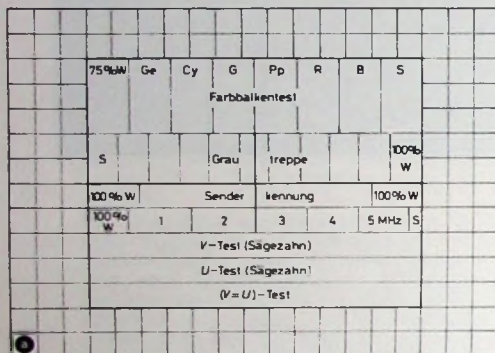 75%W Ge Cy G Pp R B S
Farbbalkentest
S Grau treppe 100% W
100% W Sender kennung 100% W
100% W 1 2 3 4 5 MHz S
V-Test (Sägezahn)
U-Test (Sägezahn)
(V=U)-Test